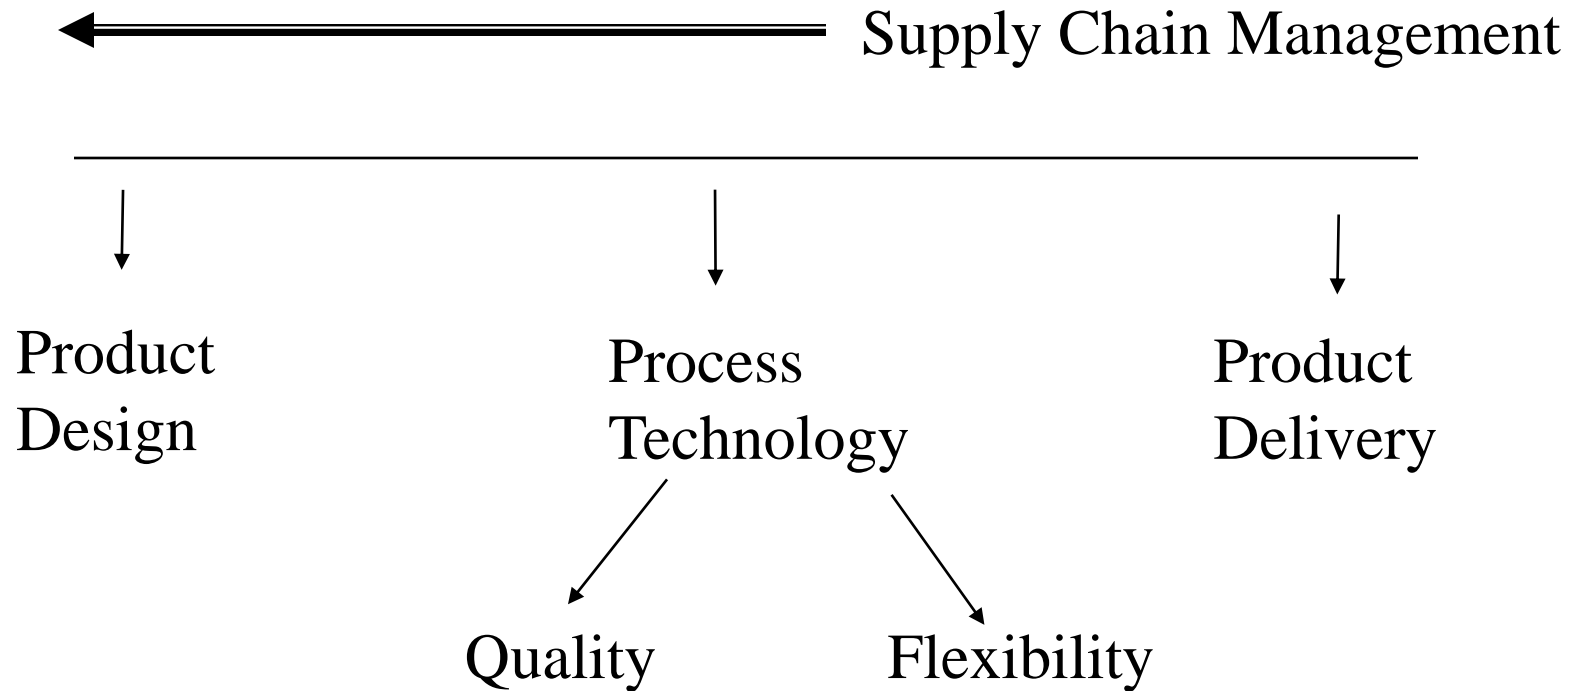 Supply Chain Management
Product
Design
Process
Technology
Product
Delivery
Quality
Flexibility